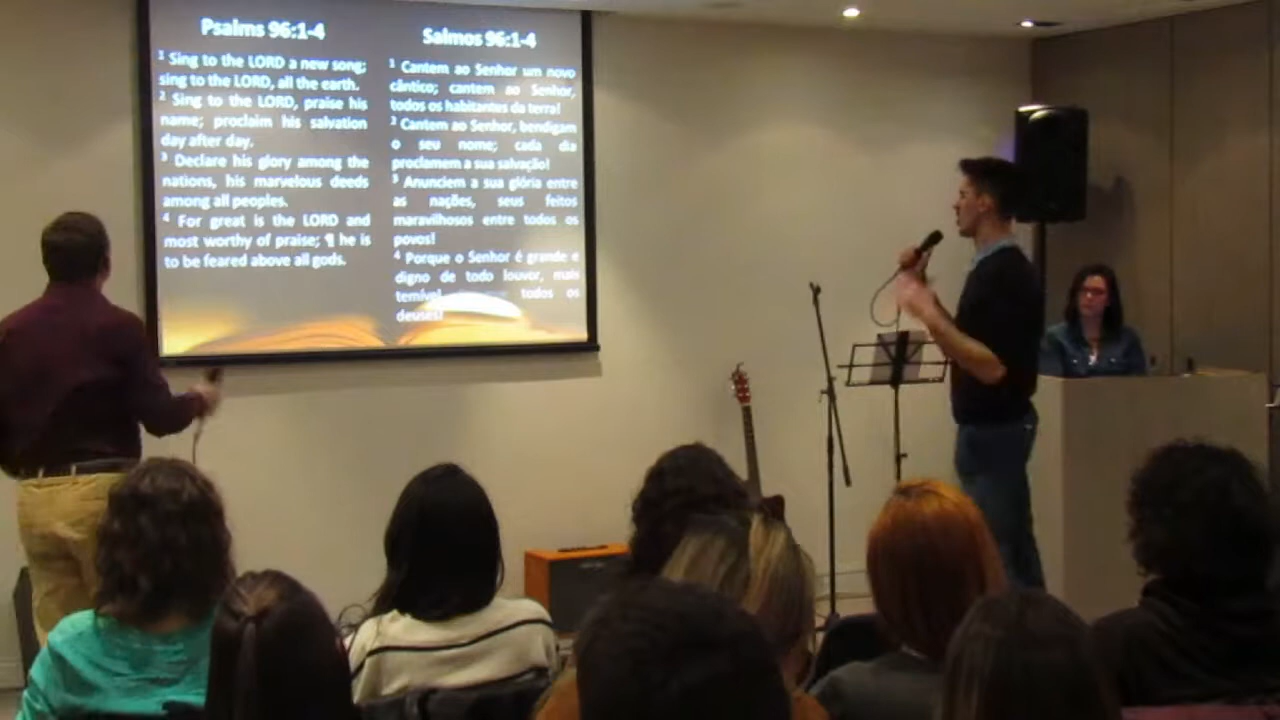 Psalms 96:1-4
1 Sing to the LORD a new song;
sing to the LORD, all the earth.
2 Sing to the LORD, praise his
name; proclaim his salvation
day after day.
3 Declare his glory among the
nations, his marvelous deeds
among all peoples.
4 For great is the LORD and
most worthy of praise; ¶ he is
to be feared above all gods.
Salmos 96:1-4
1 Cantem ao Senhor um novo
cântico; cantem ao Senhor,
todos os habitantes da terra!
2 Cantem ao Senhor, bendigam
o seu nome; cada dia
proclamem a sua salvação!
3 Anunciem a sua glória entre
as nações, seus feitos
maravilhosos entre todos os
povos!
4 Porque o Senhor é grande e
digno de todo louvor, mais
temível todos os
deuses!